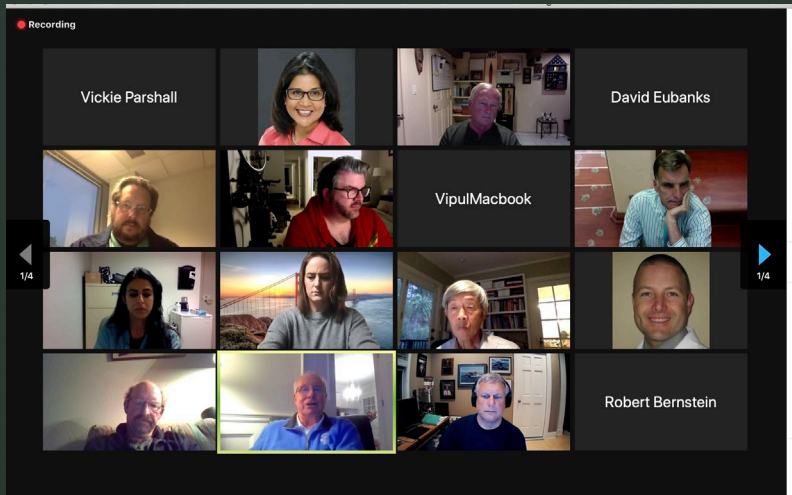 Recording
Vickie Parshall
David Eubanks
VipulMacbook
1/4
1/4
Robert Bernstein